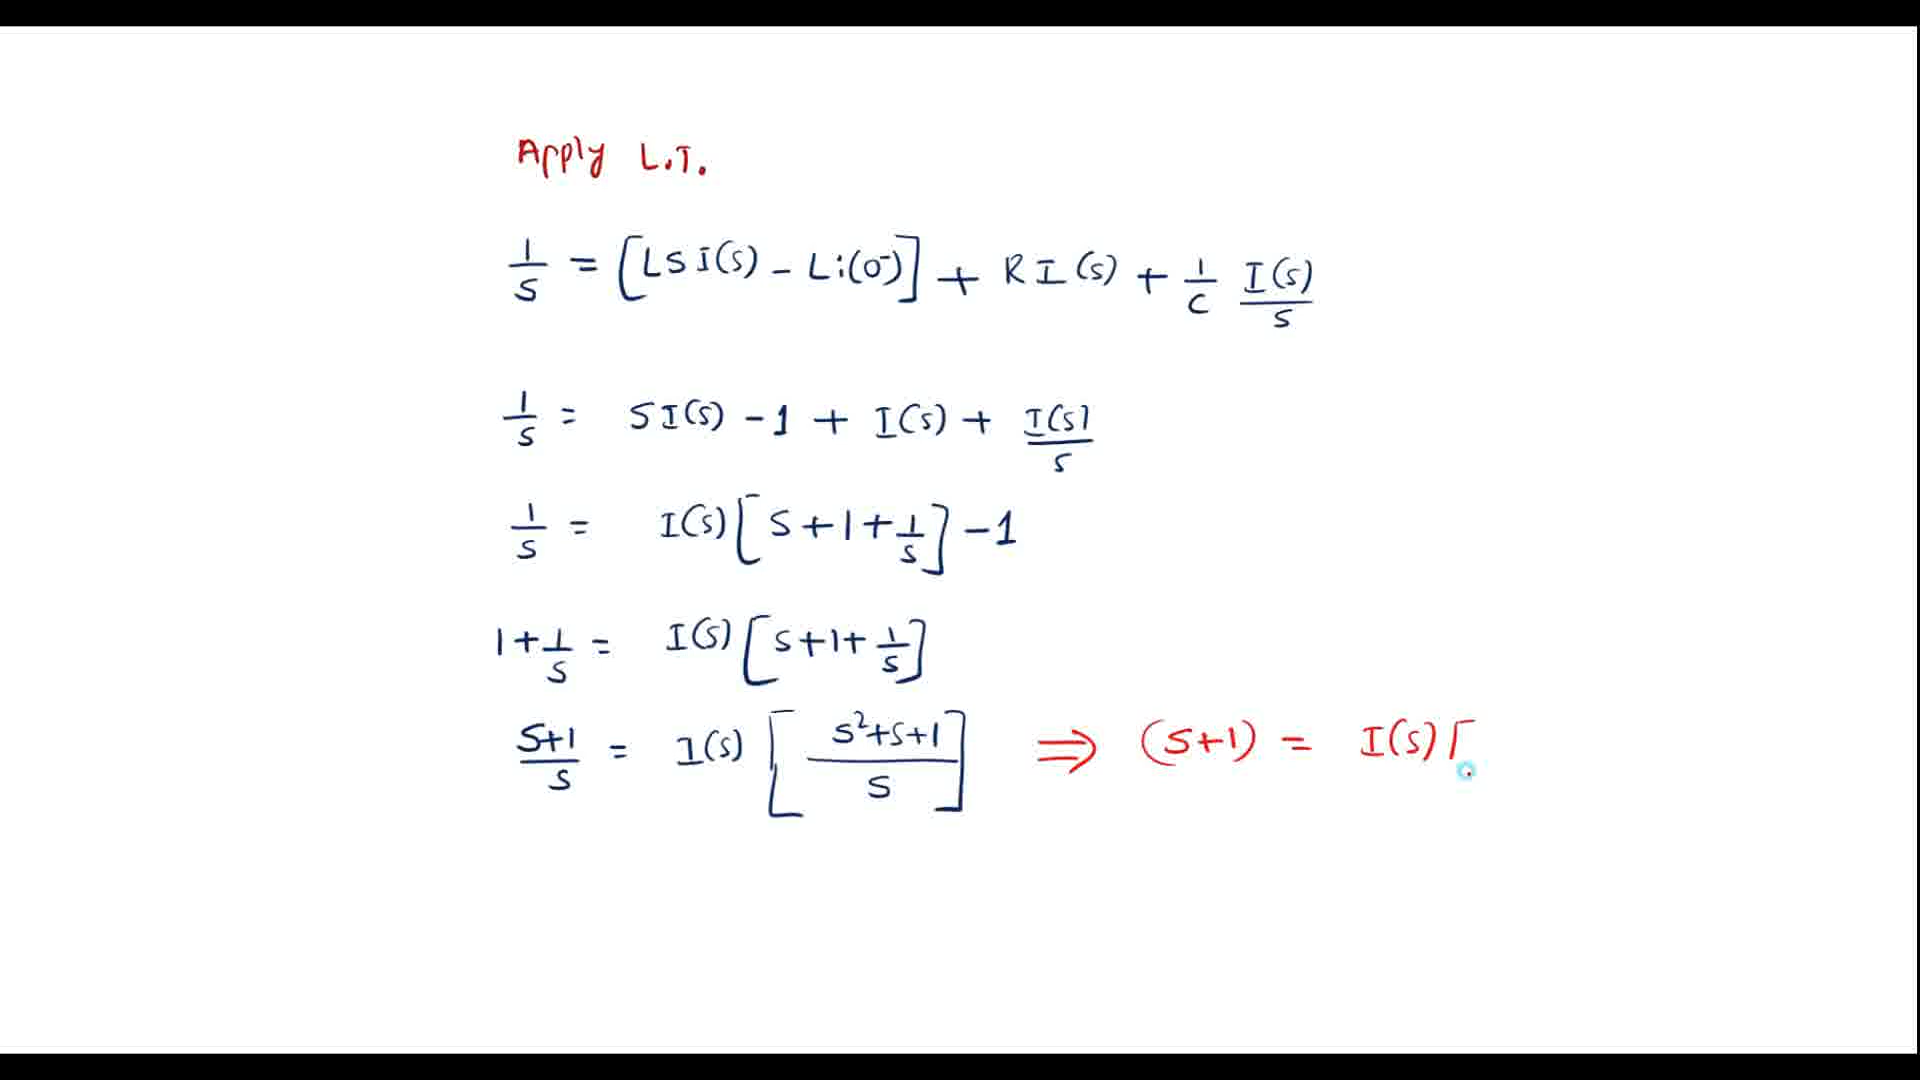 Apply L.T.
1/s = [LSI(s) - Li(0⁻)] + RI(s) + 1/C I(s)/s
1/s = SI(s) - 1 + I(s) + I(s)/s
1/s = I(s)[S+1+1/s] - 1
1+1/s = I(s)[s+1+1/s]
S+1/s = I(s)[s²+s+1/s] ⇒ (S+1) = I(s)[